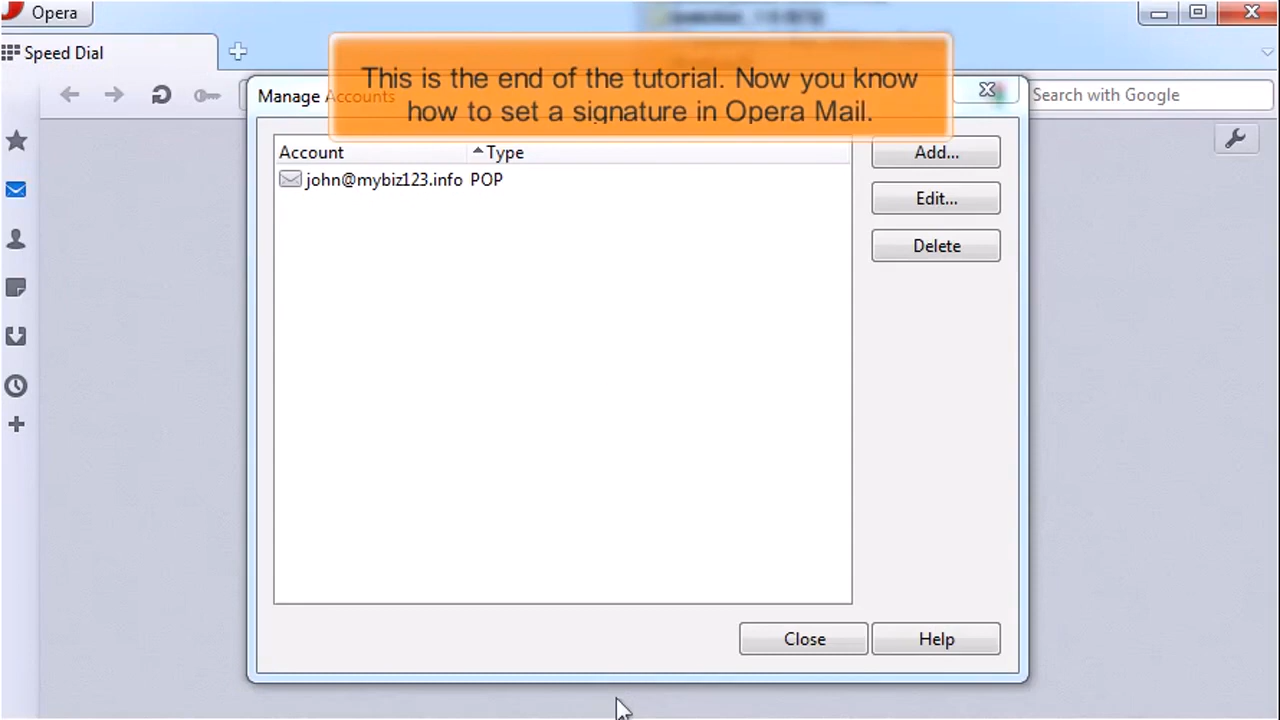 Opera
Speed Dial
This is the end of the tutorial. Now you know
how to set a signature in Opera Mail.
Manage Accounts
Search with Google
Account Type
john@mybiz123.info POP
Add...
Edit...
Delete
Close Help